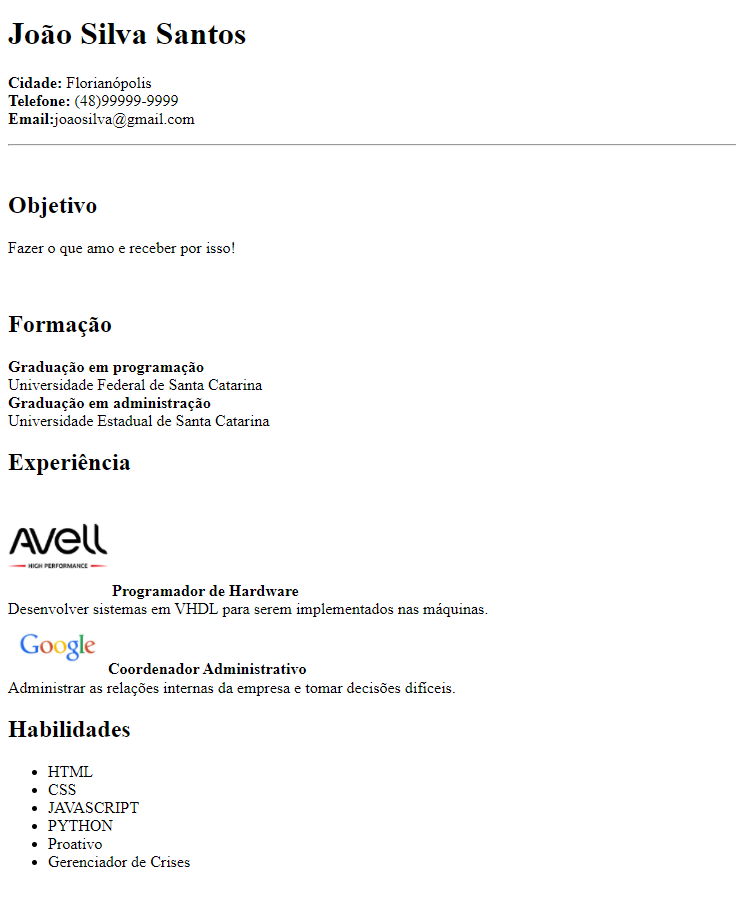 João Silva Santos
Cidade: Florianópolis
Telefone: (48)99999-9999
Email:joaosilva@gmail.com
Objetivo
Fazer o que amo e receber por isso!
Formação
Graduação em programação
Universidade Federal de Santa Catarina
Graduação em administração
Universidade Estadual de Santa Catarina
Experiência
Avell
HIGH PERFORMANCE
Programador de Hardware
Desenvolver sistemas em VHDL para serem implementados nas máquinas.
Google
Coordenador Administrativo
Administrar as relações internas da empresa e tomar decisões difíceis.
Habilidades
HTML
CSS
JAVASCRIPT
PYTHON
Proativo
Gerenciador de Crises